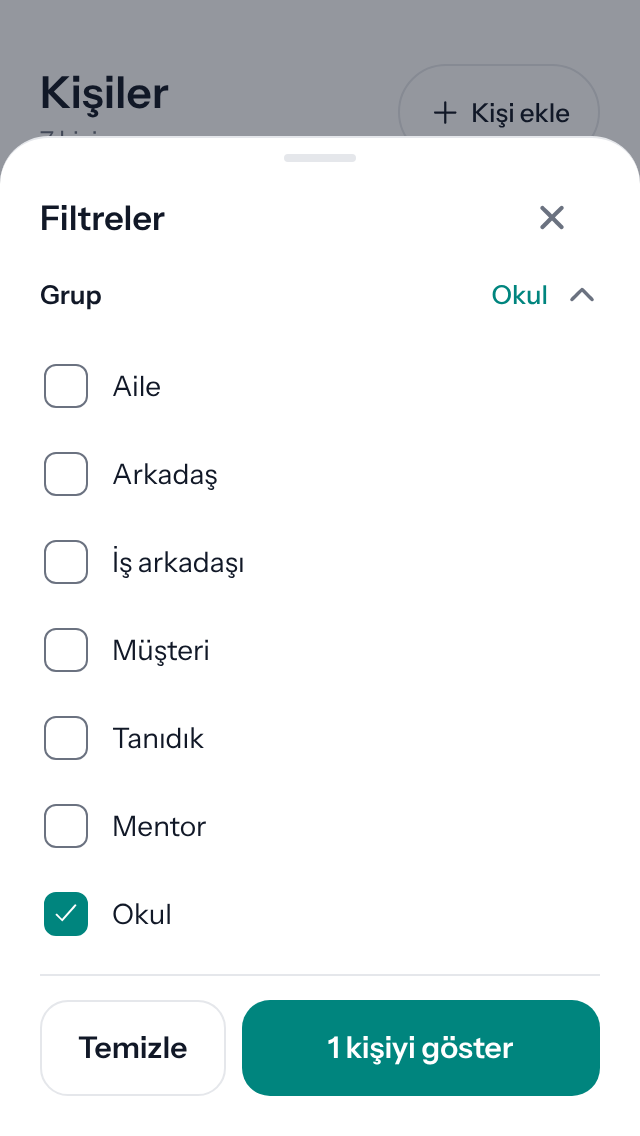 Kişiler
Kişi ekle
Filtreler
Grup
Okul
Aile
Arkadaş
İş arkadaşı
Müşteri
Tanıdık
Mentor
Okul
Temizle
1 kişiyi göster